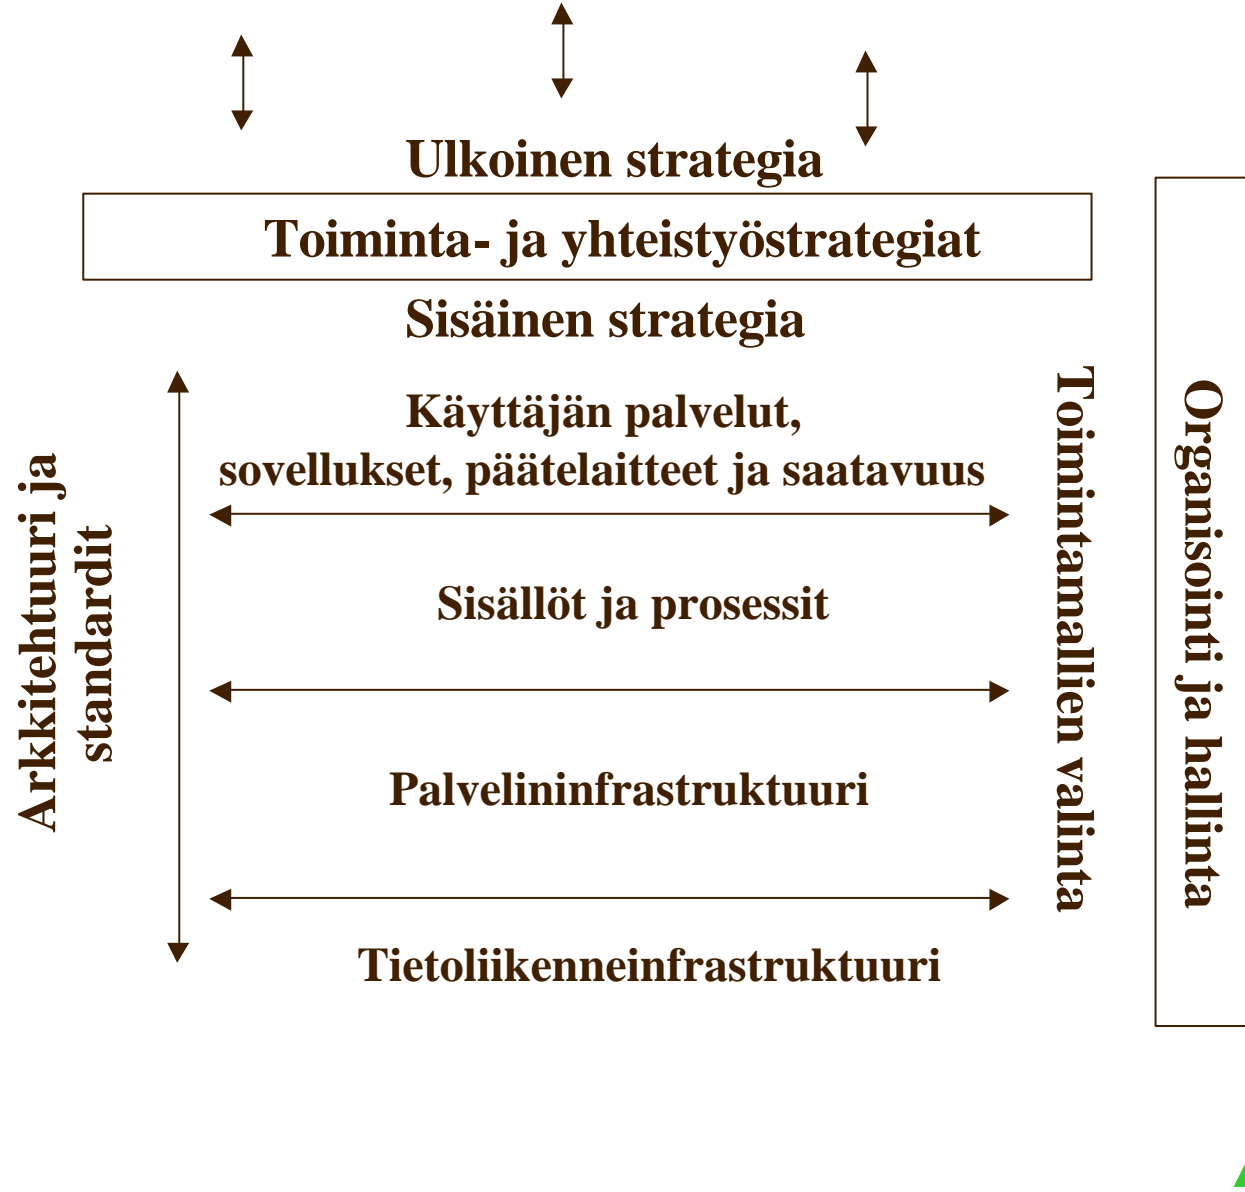 Ulkoinen strategia
Toiminta- ja yhteistyöstrategiat
Sisäinen strategia
Käyttäjän palvelut,
sovellukset, päätelaitteet ja saatavuus
Sisällöt ja prosessit
Palvelininfrastruktuuri
Tietoliikenneinfrastruktuuri
Arkkitehtuuri ja
standardit
Toimintamallien valinta
Organisointi ja hallinta